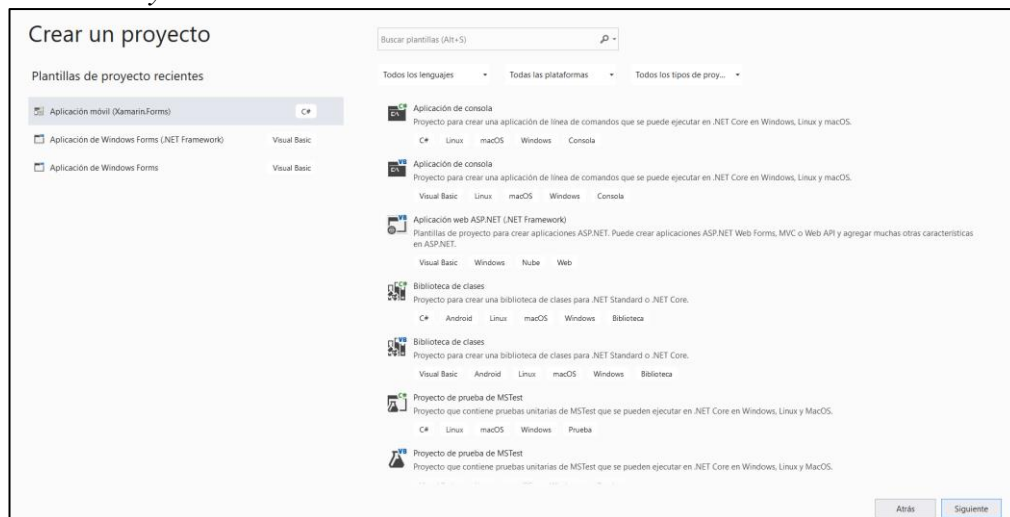 y
Crear un proyecto
Buscar plantillas (Alt+S)
Plantillas de proyecto recientes
Todos los lenguajes
Todas las plataformas
Todos los tipos de proy...
Aplicación móvil (Xamarin.Forms)
C#
Aplicación de Windows Forms (.NET Framework)
Visual Basic
Aplicación de Windows Forms
Visual Basic
Aplicación de consola
Proyecto para crear una aplicación de línea de comandos que se puede ejecutar en .NET Core en Windows, Linux y macOS.
C# Linux macOS Windows Consola
Aplicación de consola
Proyecto para crear una aplicación de línea de comandos que se puede ejecutar en .NET Core en Windows, Linux y macOS.
Visual Basic Linux macOS Windows Consola
Aplicación web ASP.NET (.NET Framework)
Plantillas de proyecto para crear aplicaciones ASP.NET. Puede crear aplicaciones ASP.NET Web Forms, MVC o Web API y agregar muchas otras características
en ASP.NET.
Visual Basic Windows Nube Web
Biblioteca de clases
Proyecto para crear una biblioteca de clases para .NET Standard o .NET Core.
C# Android Linux macOS Windows Biblioteca
Biblioteca de clases
Proyecto para crear una biblioteca de clases para .NET Standard o .NET Core.
Visual Basic Android Linux macOS Windows Biblioteca
Proyecto de prueba de MSTest
Proyecto que contiene pruebas unitarias de MSTest que se pueden ejecutar en .NET Core en Windows, Linux y MacOS.
C# Linux macOS Windows Prueba
Proyecto de prueba de MSTest
Proyecto que contiene pruebas unitarias de MSTest que se pueden ejecutar en .NET Core en Windows, Linux y MacOS.
Atrás
Siguiente